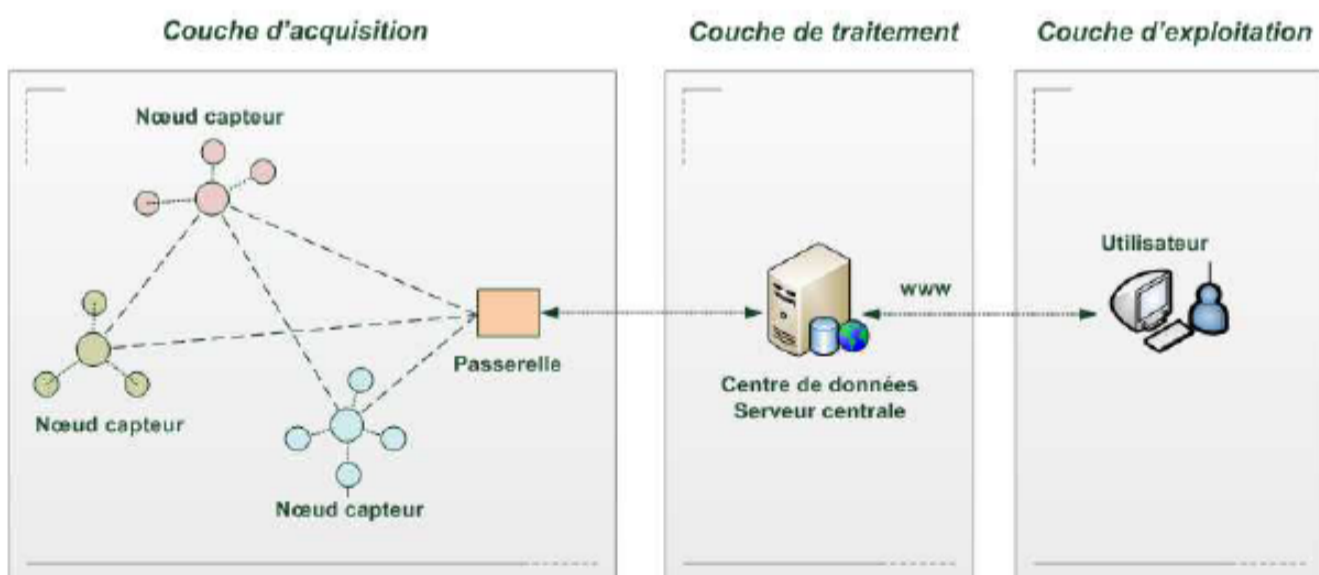 Couche d'acquisition
Couche de traitement
Couche d'exploitation
Nœud capteur
Nœud capteur
Nœud capteur
Passerelle
Centre de données
Serveur centrale
www
Utilisateur